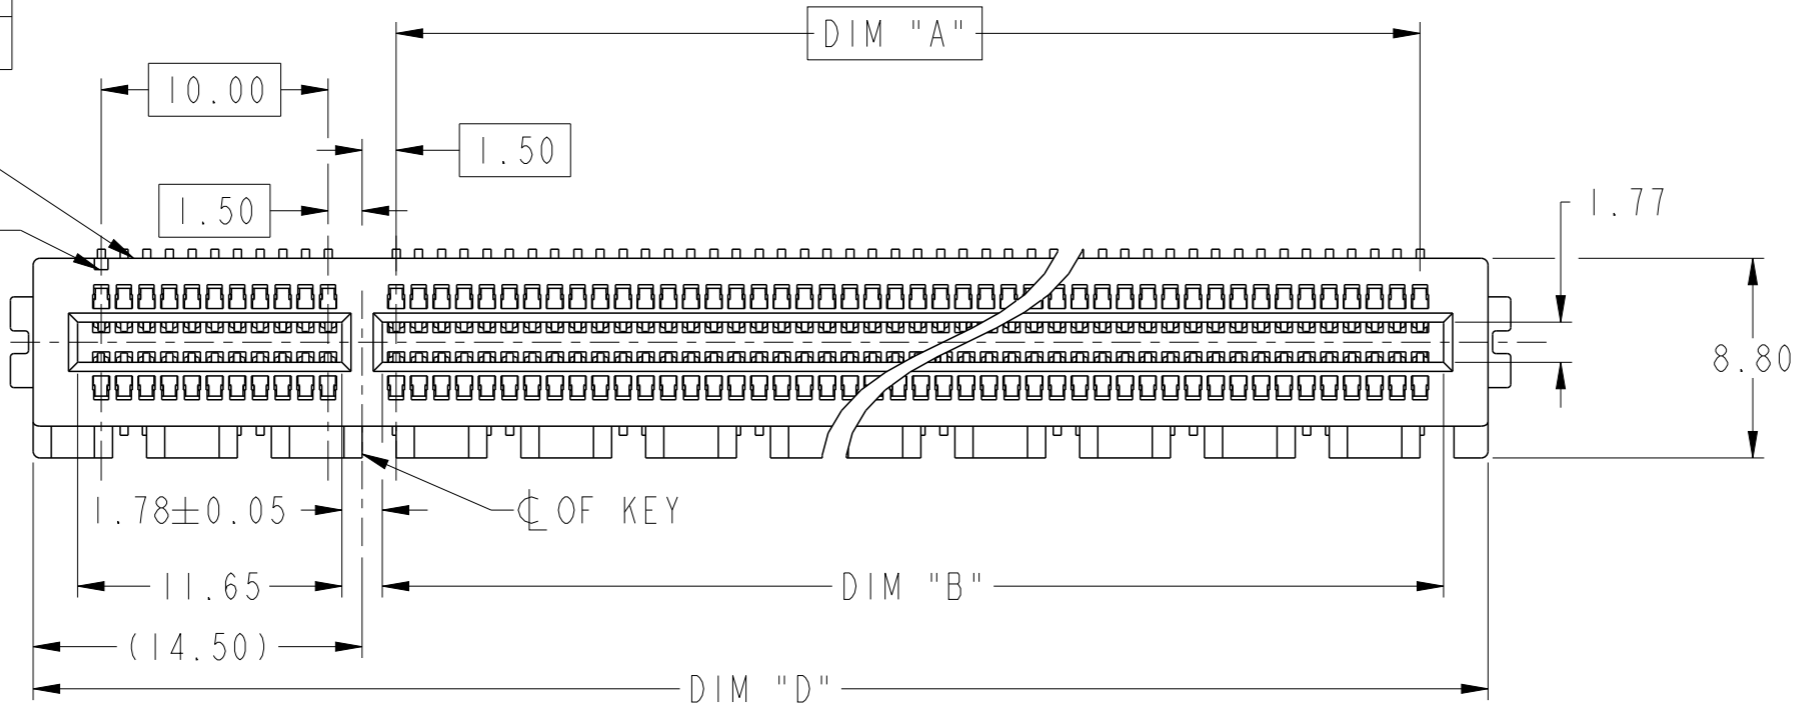 DIM "A"
10.00
1.50
1.50
1.77
8.80
1.78±0.05
℄ OF KEY
11.65
DIM "B"
(14.50)
DIM "D"